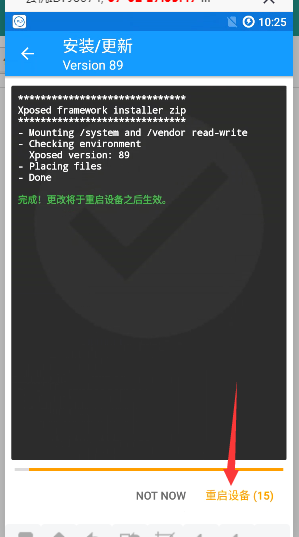 10:25
安装/更新
Version 89
******************************
Xposed framework installer zip
******************************
- Mounting /system and /vendor read-write
- Checking environment
Xposed version: 89
- Placing files
- Done
完成！更改将于重启设备之后生效。
NOT NOW
重启设备 (15)